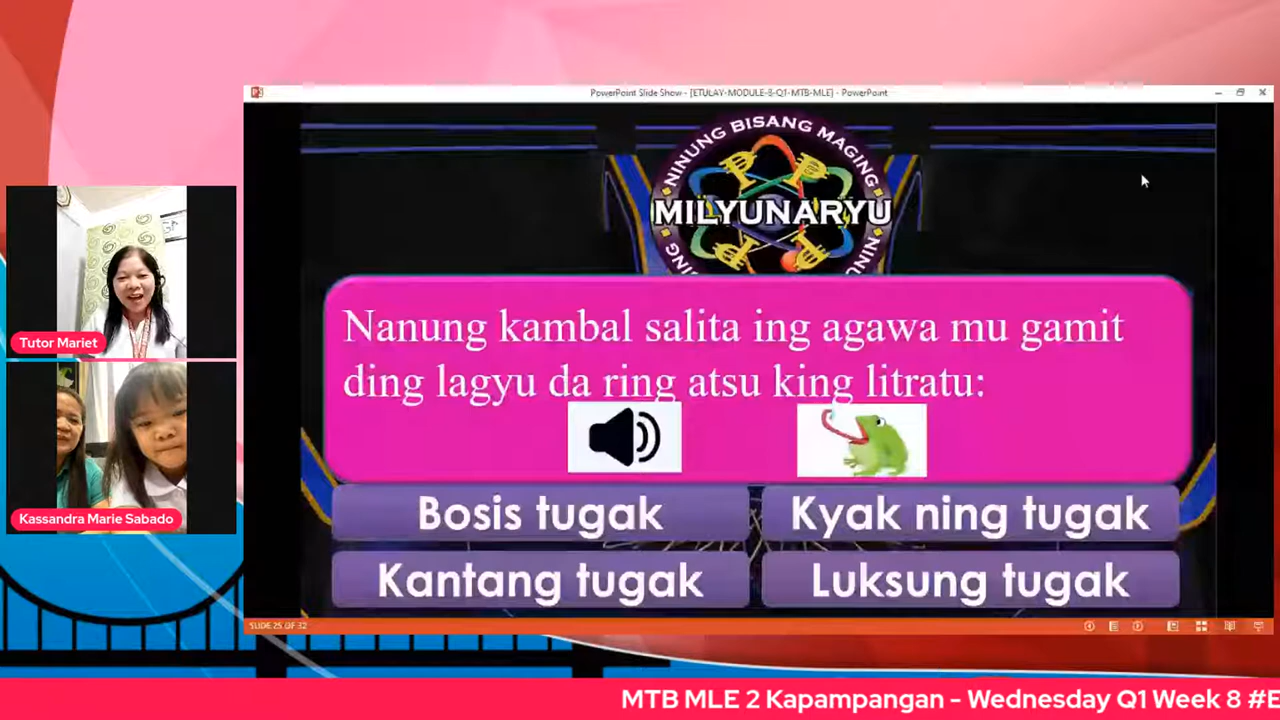 PowerPoint Slide Show - [ETULAY-MODULE-8-Q1-MTB-MLE] - PowerPoint
NINUNG BISANG MAGING
MILYUNARYU
Nanung kambal salita ing agawa mu gamit
ding lagyu da ring atsu king litratu:
Bosis tugak
Kyak ning tugak
Kantang tugak
Luksung tugak
SLIDE 25 OF 32
Tutor Mariet
Kassandra Marie Sabado
MTB MLE 2 Kapampangan - Wednesday Q1 Week 8 #E